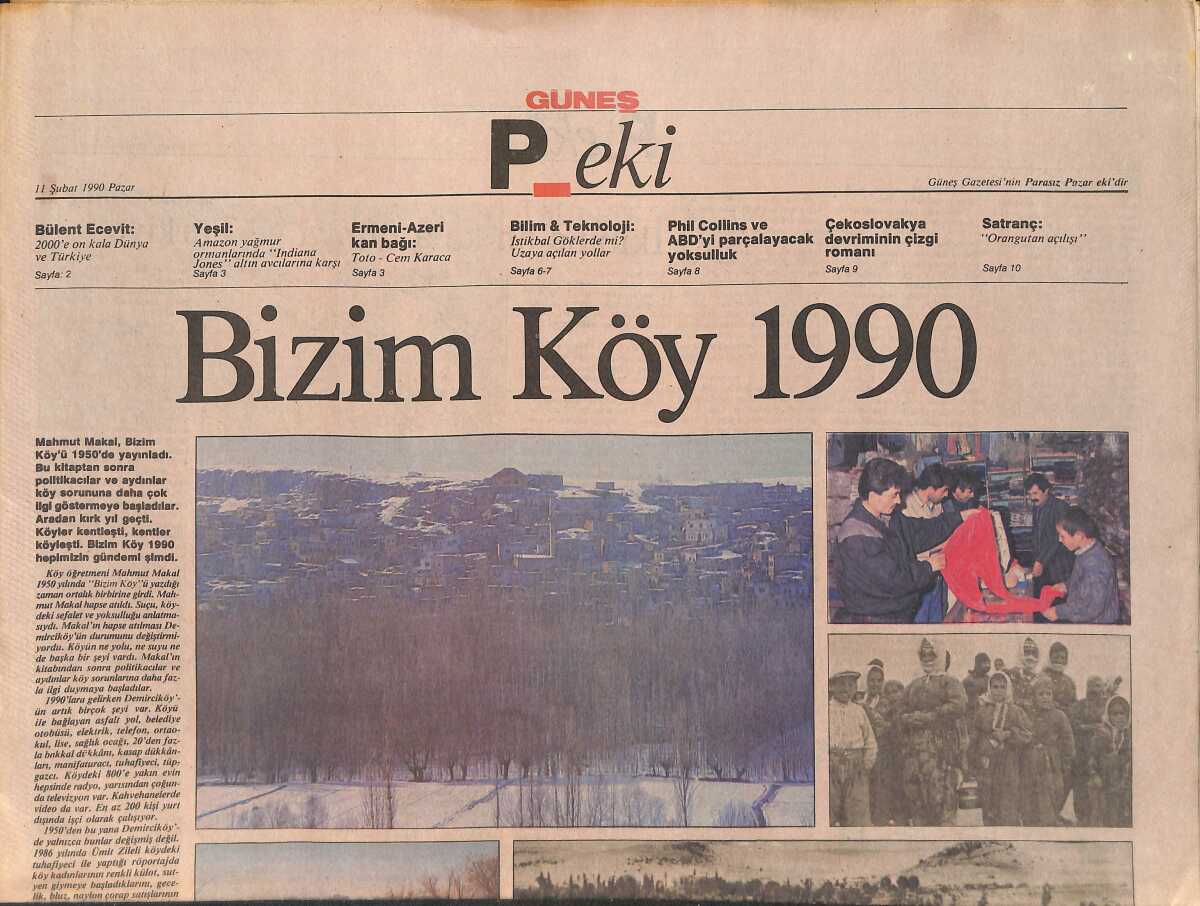 GÜNEŞ
P_eki
11 Şubat 1990 Pazar
Güneş Gazetesi'nin Parasız Pazar eki'dir
Bülent Ecevit:
2000'e on kala Dünya
ve Türkiye
Sayfa: 2
Yeşil:
Amazon yağmur
ormanlarında "Indiana
Jones" altın avcılarına karşı
Sayfa 3
Ermeni-Azeri
kan bağı:
Toto - Cem Karaca
Sayfa 3
Bilim & Teknoloji:
İstikbal Göklerde mi?
Uzaya açılan yollar
Sayfa 6-7
Phil Collins ve
ABD'yi parçalayacak
yoksulluk
Sayfa 8
Çekoslovakya
devriminin çizgi
romanı
Sayfa 9
Satranç:
"Orangutan açılışı"
Sayfa 10
Bizim Köy 1990
Mahmut Makal, Bizim
Köy'ü 1950'de yayınladı.
Bu kitaptan sonra
politikacılar ve aydınlar
köy sorununa daha çok
ilgi göstermeye başladılar.
Aradan kırk yıl geçti.
Köyler kentleşti, kentler
köyleşti. Bizim Köy 1990
hepimizin gündemi şimdi.
Köy öğretmeni Mahmut Makal
1950 yılında "Bizim Köy"ü yazdığı
zaman ortalık birbirine girdi. Mah-
mut Makal hapse atıldı. Suçu, köy-
deki sefalet ve yoksulluğu anlatma-
sıydı. Makal'ın hapse atılması De-
mirciköy'ün durumunu değiştirmi-
yordu. Köyün ne yolu, ne suyu ne
de başka bir şeyi vardı. Makal'ın
kitabından sonra politikacılar ve
aydınlar köy sorunlarına daha faz-
la ilgi duymaya başladılar.
1990'lara gelirken Demirciköy'-
ün artık birçok şeyi var. Köyü
ile bağlayan asfalt yol, belediye
otobüsü, elektrik, telefon, ortao-
kul, lise, sağlık ocağı, 20'den faz-
la bakkal dükkânı, kasap dükkân-
ları, manifaturacı, tuhafiyeci, tüp-
gazcı. Köydeki 800'e yakın evin
hepsinde radyo, yarısından çoğun-
da televizyon var. Kahvehanelerde
video da var. En az 200 kişi yurt
dışında işçi olarak çalışıyor.
1950'den bu yana Demirciköy'-
de yalnızca bunlar değişmiş değil.
1986 yılında Ümit Zileli köydeki
tuhafiyeci ile yaptığı röportajda
köy kadınlarının renkli külot, sut-
yen giymeye başladıklarını, gece-
lik, bluz, naylon çorap satışlarının